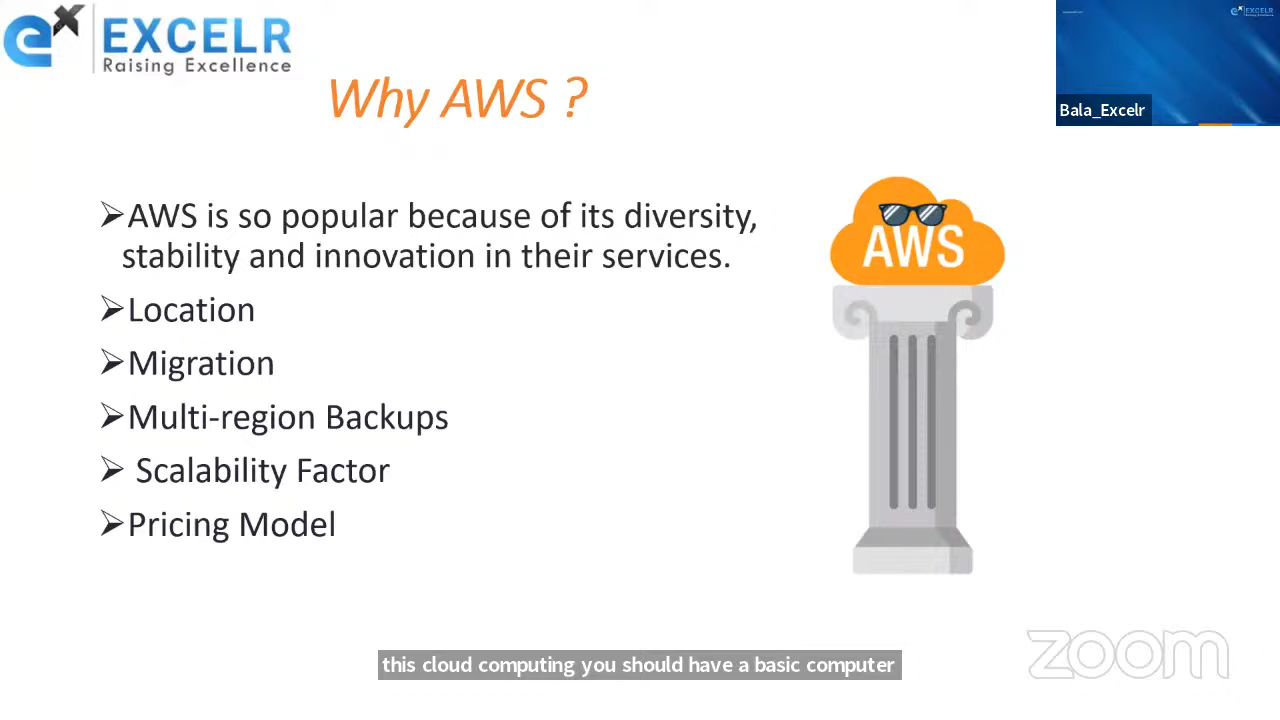 EXCELR
Raising Excellence
Why AWS ?
Bala_Excelr
➢AWS is so popular because of its diversity,
stability and innovation in their services.
➢Location
➢Migration
➢Multi-region Backups
➢ Scalability Factor
➢Pricing Model
AWS
this cloud computing you should have a basic computer
zoom